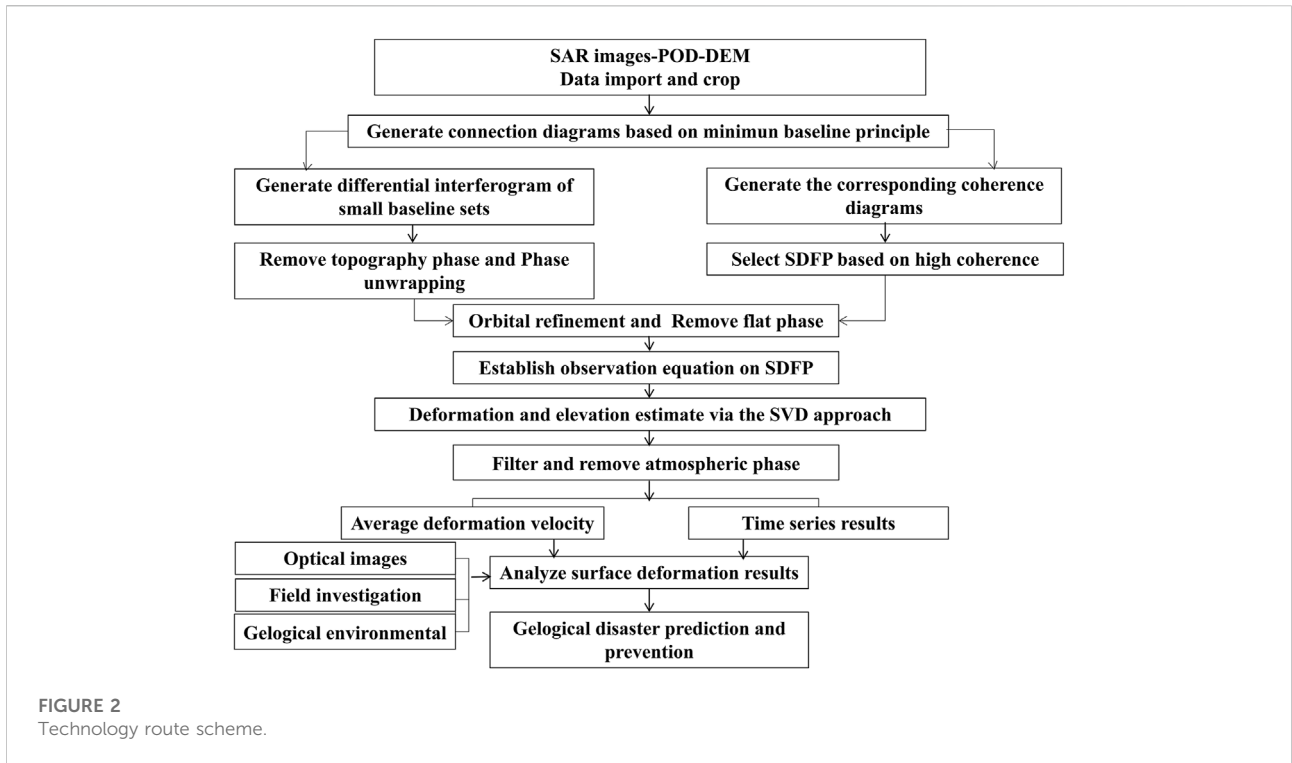 SAR images-POD-DEM
Data import and crop
Generate connection diagrams based on minimun baseline principle
Generate differential interferogram of
small baseline sets
Generate the corresponding coherence
diagrams
Remove topography phase and Phase
unwrapping
Select SDFP based on high coherence
Orbital refinement and Remove flat phase
Establish observation equation on SDFP
Deformation and elevation estimate via the SVD approach
Filter and remove atmospheric phase
Average deformation velocity
Time series results
Optical images
Field investigation
Gelogical environmental
Analyze surface deformation results
Gelogical disaster prediction and
prevention
FIGURE 2
Technology route scheme.